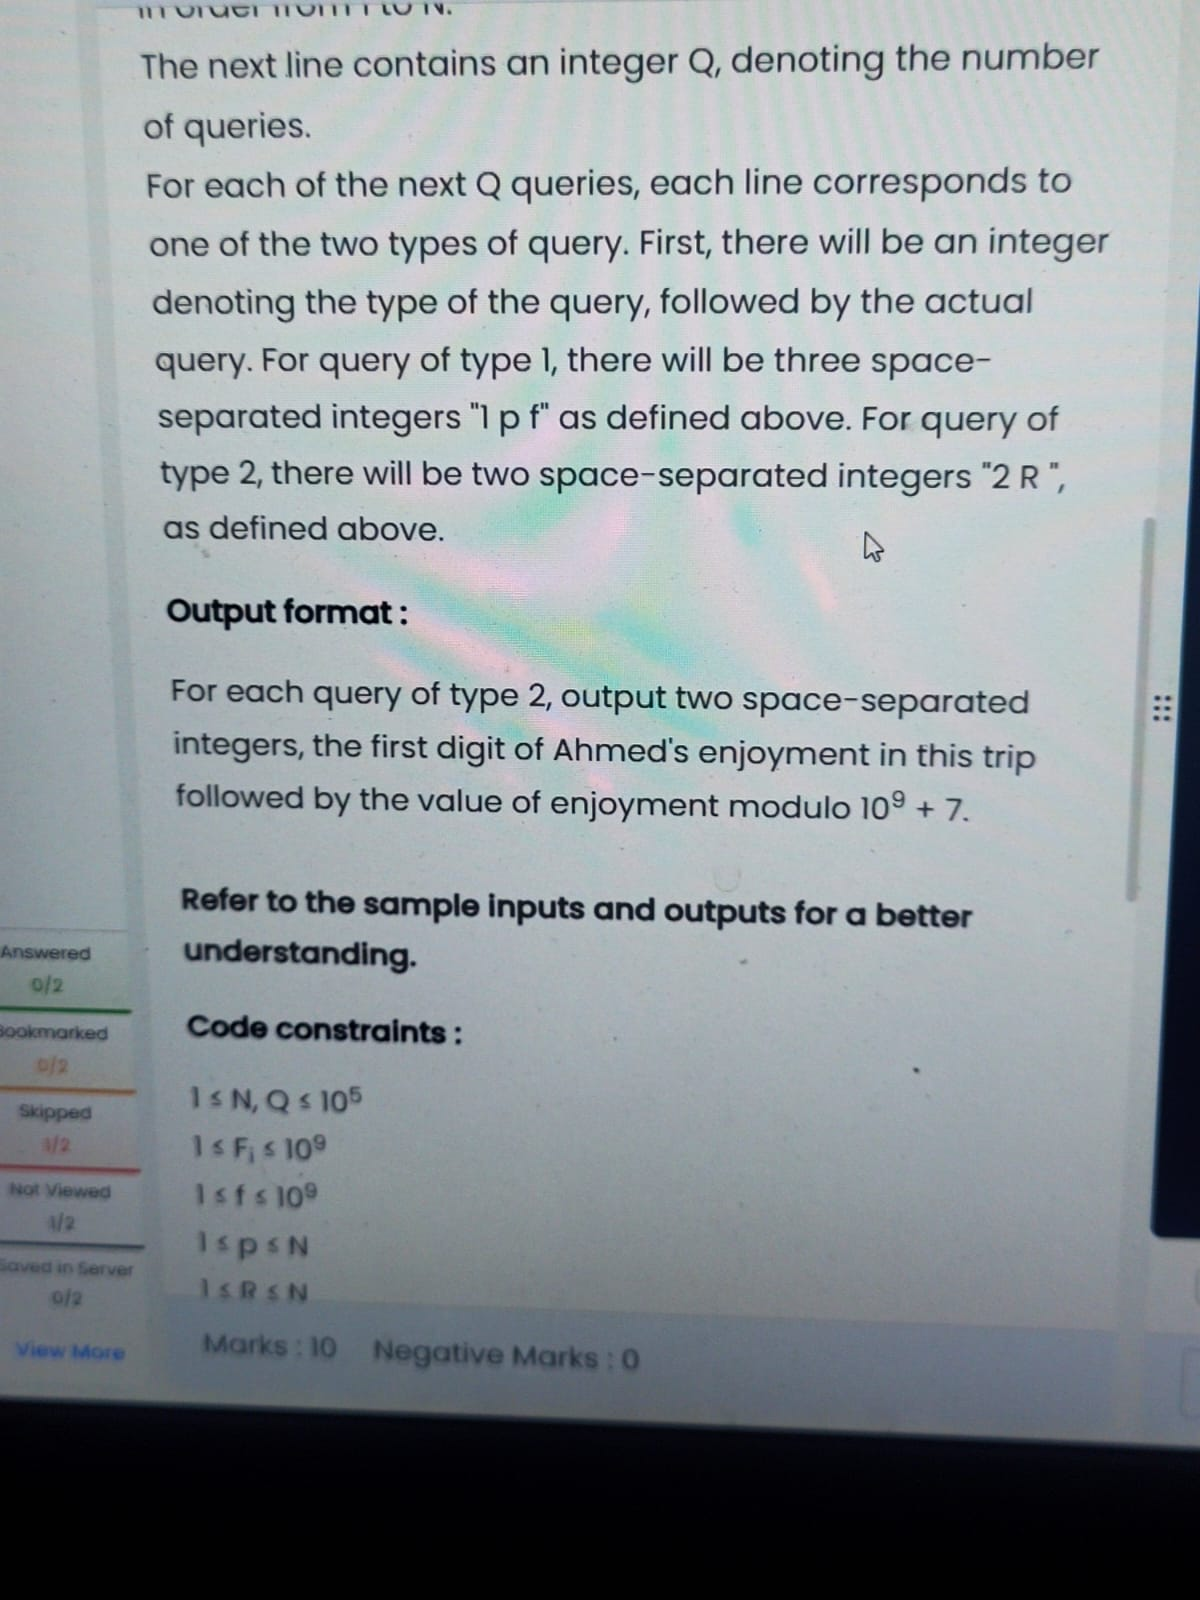 in order from 1 to N.
The next line contains an integer Q, denoting the number
of queries.
For each of the next Q queries, each line corresponds to
one of the two types of query. First, there will be an integer
denoting the type of the query, followed by the actual
query. For query of type 1, there will be three space-
separated integers "1 p f" as defined above. For query of
type 2, there will be two space-separated integers "2 R ",
as defined above.
Output format :
For each query of type 2, output two space-separated
integers, the first digit of Ahmed's enjoyment in this trip
followed by the value of enjoyment modulo 10⁹ + 7.
Refer to the sample inputs and outputs for a better
understanding.
Code constraints :
1 ≤ N, Q ≤ 10⁵
1 ≤ Fᵢ ≤ 10⁹
1 ≤ f ≤ 10⁹
1 ≤ p ≤ N
1 ≤ R ≤ N
Marks : 10 Negative Marks : 0
Answered
0/2
Bookmarked
0/2
Skipped
1/2
Not Viewed
1/2
Saved in Server
0/2
View More